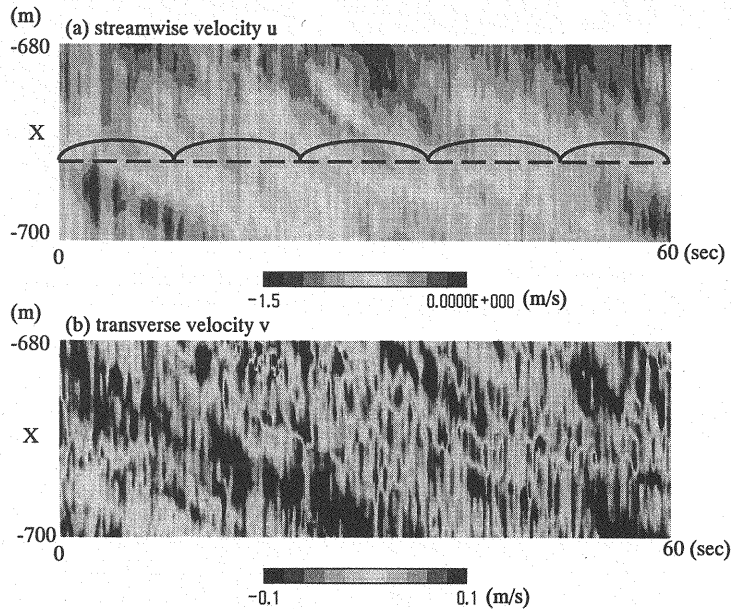 (m)
(a) streamwise velocity u
-680
X
-700
0
60 (sec)
-1.5
0.0000E+000 (m/s)
(m)
(b) transverse velocity v
-680
X
-700
0
60 (sec)
-0.1
0.1 (m/s)